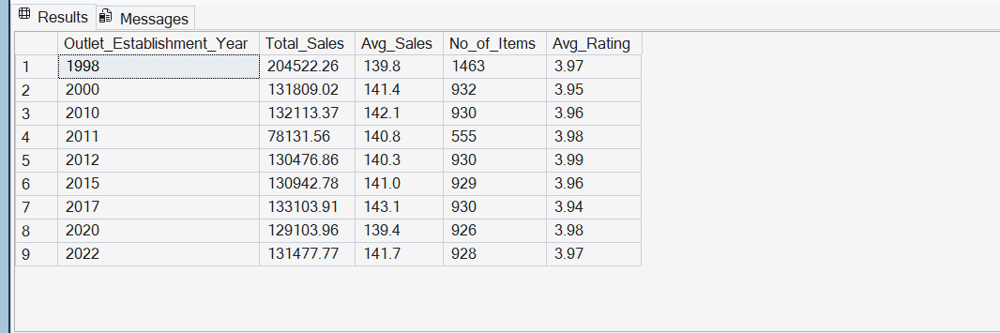 Results Messages
Outlet_Establishment_Year Total_Sales Avg_Sales No_of_Items Avg_Rating
1 1998 204522.26 139.8 1463 3.97
2 2000 131809.02 141.4 932 3.95
3 2010 132113.37 142.1 930 3.96
4 2011 78131.56 140.8 555 3.98
5 2012 130476.86 140.3 930 3.99
6 2015 130942.78 141.0 929 3.96
7 2017 133103.91 143.1 930 3.94
8 2020 129103.96 139.4 926 3.98
9 2022 131477.77 141.7 928 3.97